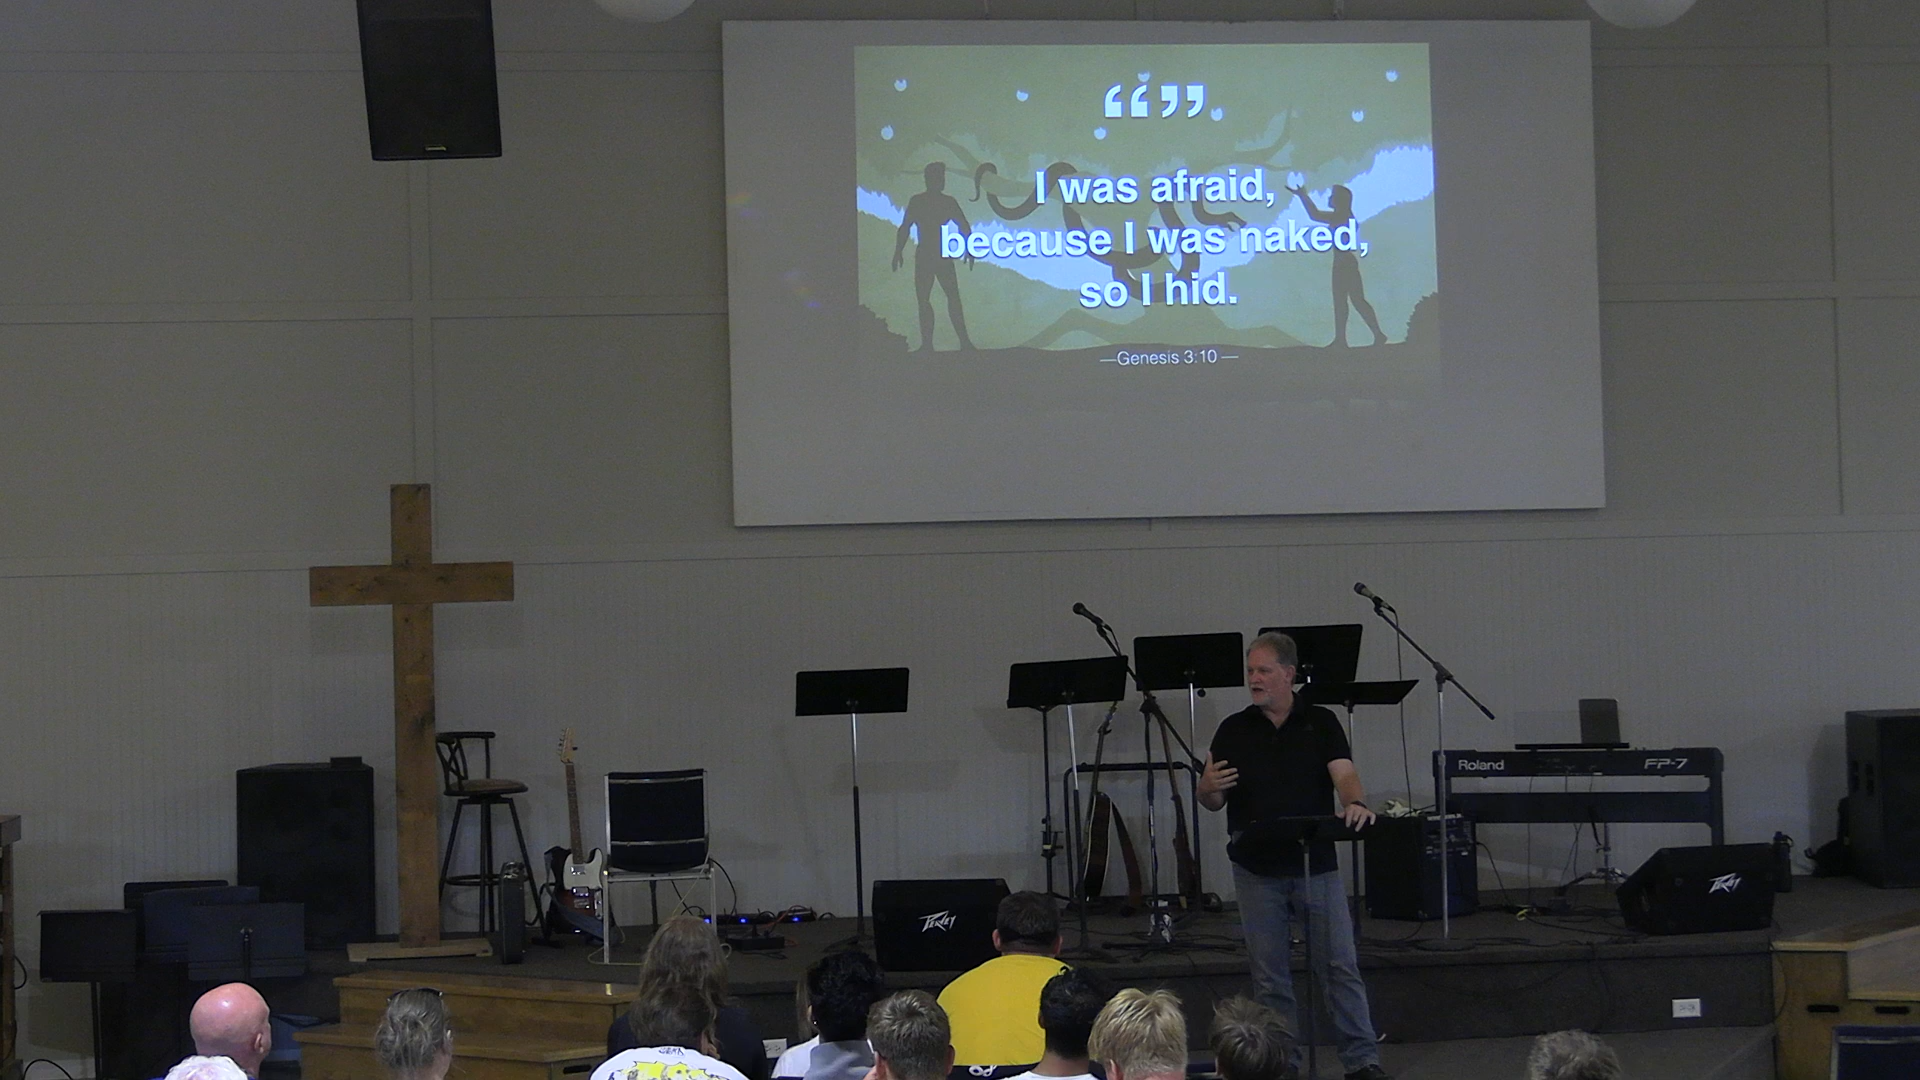 “ ”
I was afraid,
because I was naked,
so I hid.
—Genesis 3:10 —
Roland
FP-7
PEAVEY
PEAVEY